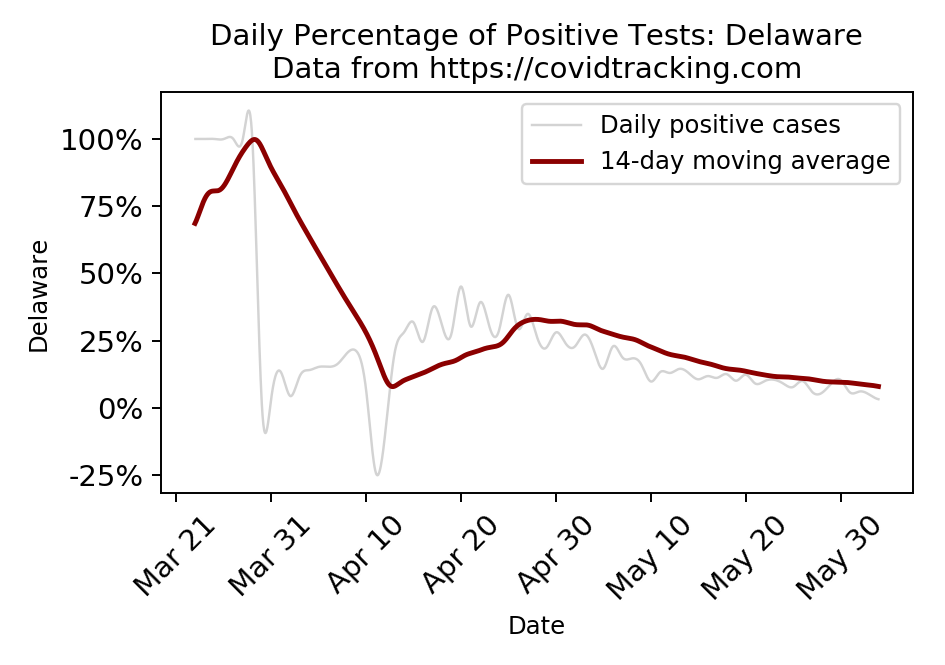 Daily Percentage of Positive Tests: Delaware
Data from https://covidtracking.com
Daily positive cases
14-day moving average
100%
75%
50%
25%
0%
-25%
Delaware
Mar 21
Mar 31
Apr 10
Apr 20
Apr 30
May 10
May 20
May 30
Date